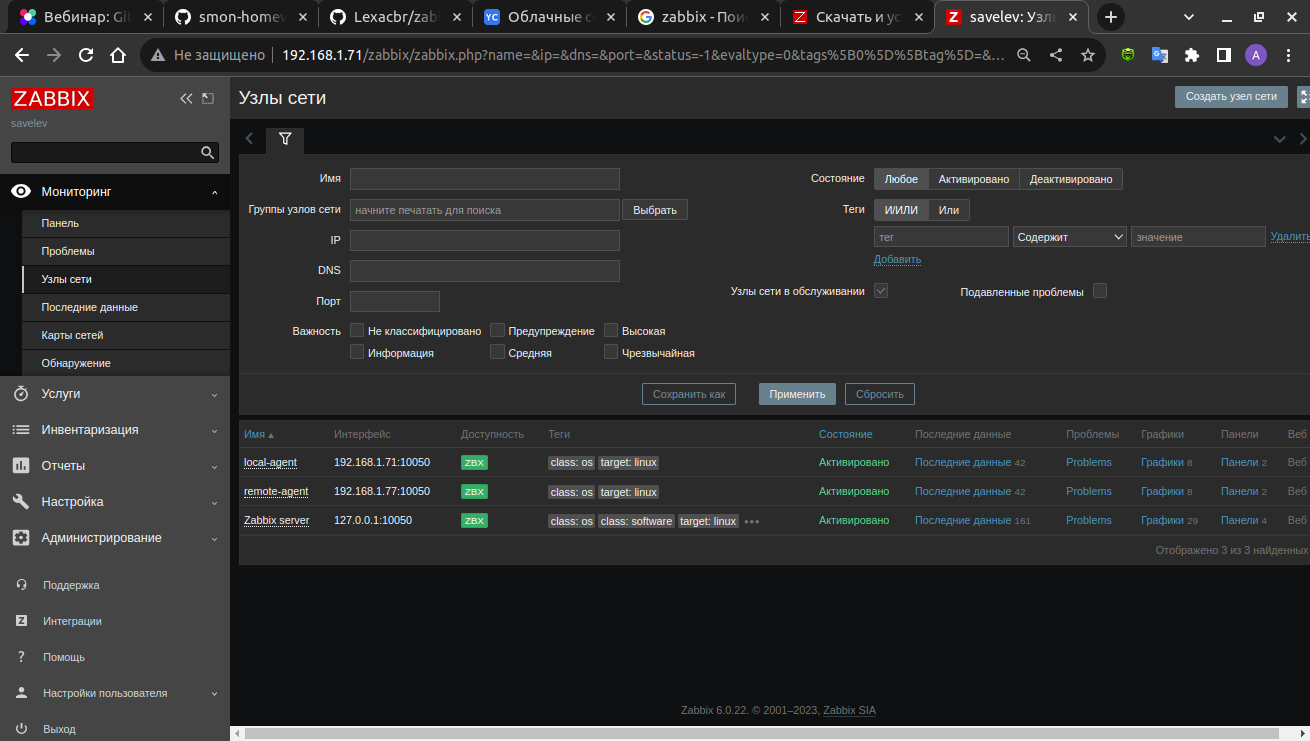 Вебинар: Gi
smon-homew
Lexacbr/zab
YC Облачные с
zabbix - Пои
Z Скачать и ус
Z savelev: Узл
Не защищено 192.168.1.71/zabbix/zabbix.php?name=&ip=&dns=&port=&status=-1&evaltype=0&tags%5B0%5D%5Btag%5D=&... A
ZABBIX
savelev
Мониторинг
Панель
Проблемы
Узлы сети
Последние данные
Карты сетей
Обнаружение
Услуги
Инвентаризация
Отчеты
Настройка
Администрирование
Поддержка
Z Интеграции
? Помощь
Настройки пользователя
Выход
Узлы сети Создать узел сети
Имя Состояние Любое Активировано Деактивировано
Группы узлов сети начните печатать для поиска Выбрать Теги И/ИЛИ Или
IP тег Содержит значение Удалить
DNS Добавить
Порт Узлы сети в обслуживании Подавленные проблемы
Важность Не классифицировано Предупреждение Высокая
Информация Средняя Чрезвычайная
Сохранить как Применить Сбросить
Имя Интерфейс Доступность Теги Состояние Последние данные Проблемы Графики Панели Веб
local-agent 192.168.1.71:10050 ZBX class: os target: linux Активировано Последние данные 42 Problems Графики 8 Панели 2 Веб
remote-agent 192.168.1.77:10050 ZBX class: os target: linux Активировано Последние данные 42 Problems Графики 8 Панели 2 Веб
Zabbix server 127.0.0.1:10050 ZBX class: os class: software target: linux ••• Активировано Последние данные 161 Problems Графики 29 Панели 4 Веб
Отображено 3 из 3 найденных
Zabbix 6.0.22. © 2001–2023, Zabbix SIA